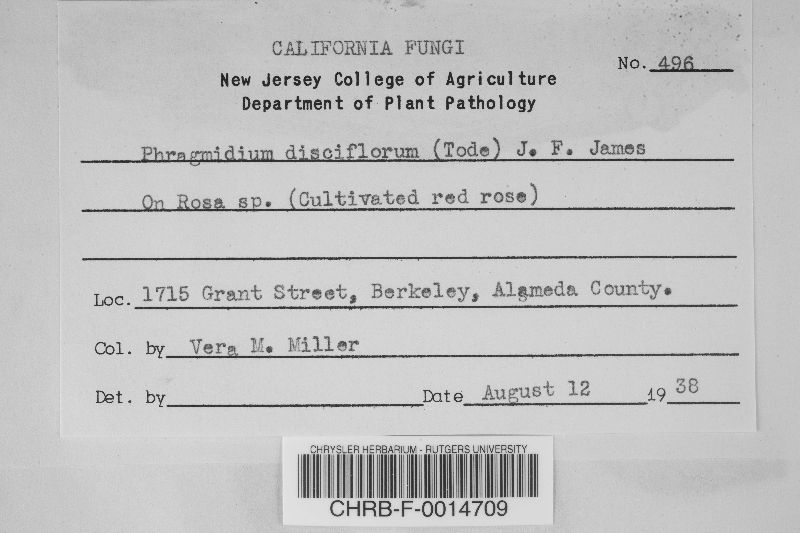 CALIFORNIA FUNGI
No. 496
New Jersey College of Agriculture
Department of Plant Pathology
Phragmidium disciflorum (Tode) J. F. James
On Rosa sp. (Cultivated red rose)
Loc. 1715 Grant Street, Berkeley, Alameda County.
Col. by Vera M. Miller
Det. by Date August 12 1938
CHRYSLER HERBARIUM - RUTGERS UNIVERSITY
CHRB-F-0014709